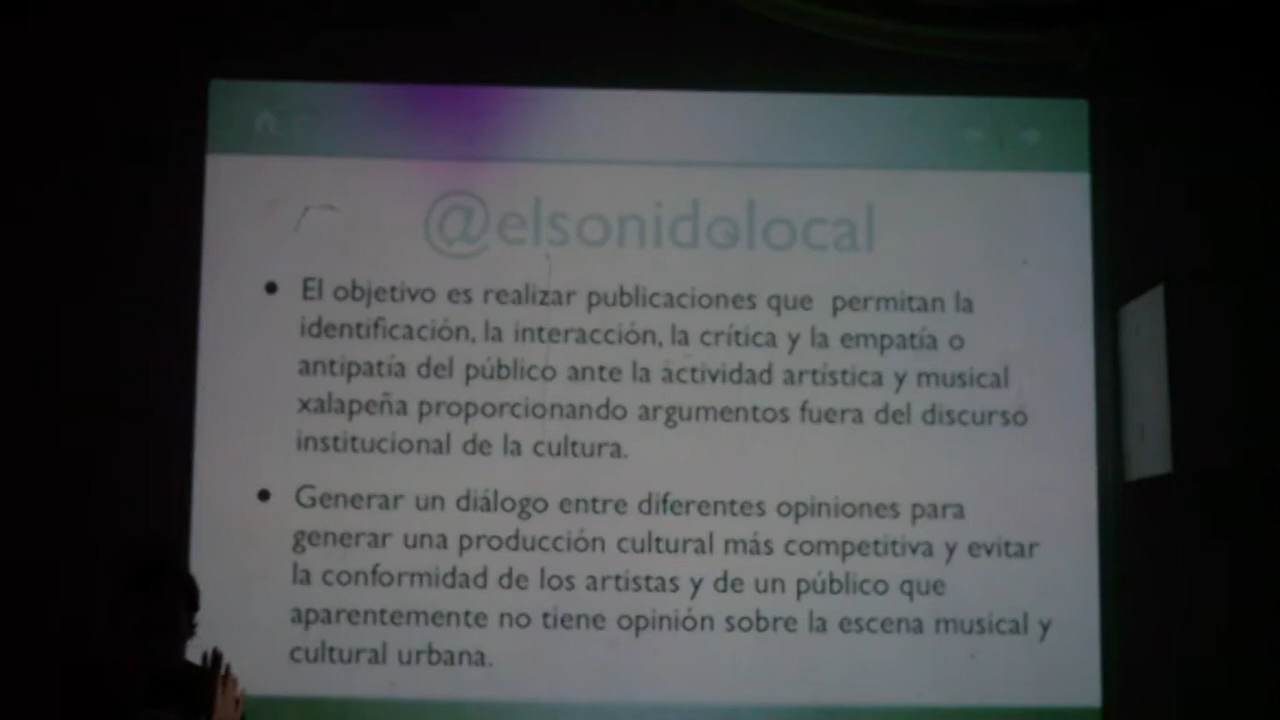 @elsonidolocal
• El objetivo es realizar publicaciones que permitan la
identificación, la interacción, la crítica y la empatía o
antipatía del público ante la actividad artística y musical
xalapeña proporcionando argumentos fuera del discurso
institucional de la cultura.
• Generar un diálogo entre diferentes opiniones para
generar una producción cultural más competitiva y evitar
la conformidad de los artistas y de un público que
aparentemente no tiene opinión sobre la escena musical y
cultural urbana.